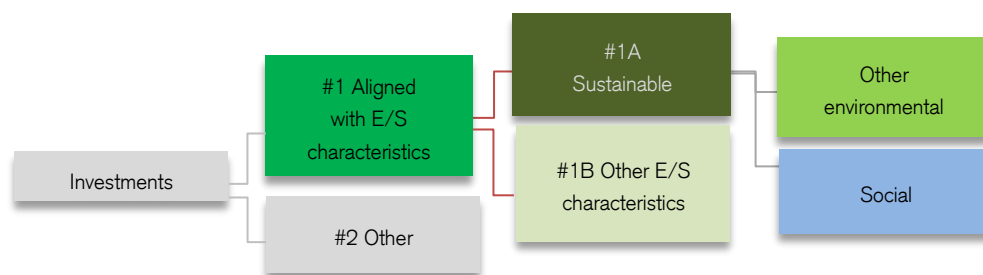 Investments
#1 Aligned
with E/S
characteristics
#2 Other
#1A
Sustainable
#1B Other E/S
characteristics
Other
environmental
Social